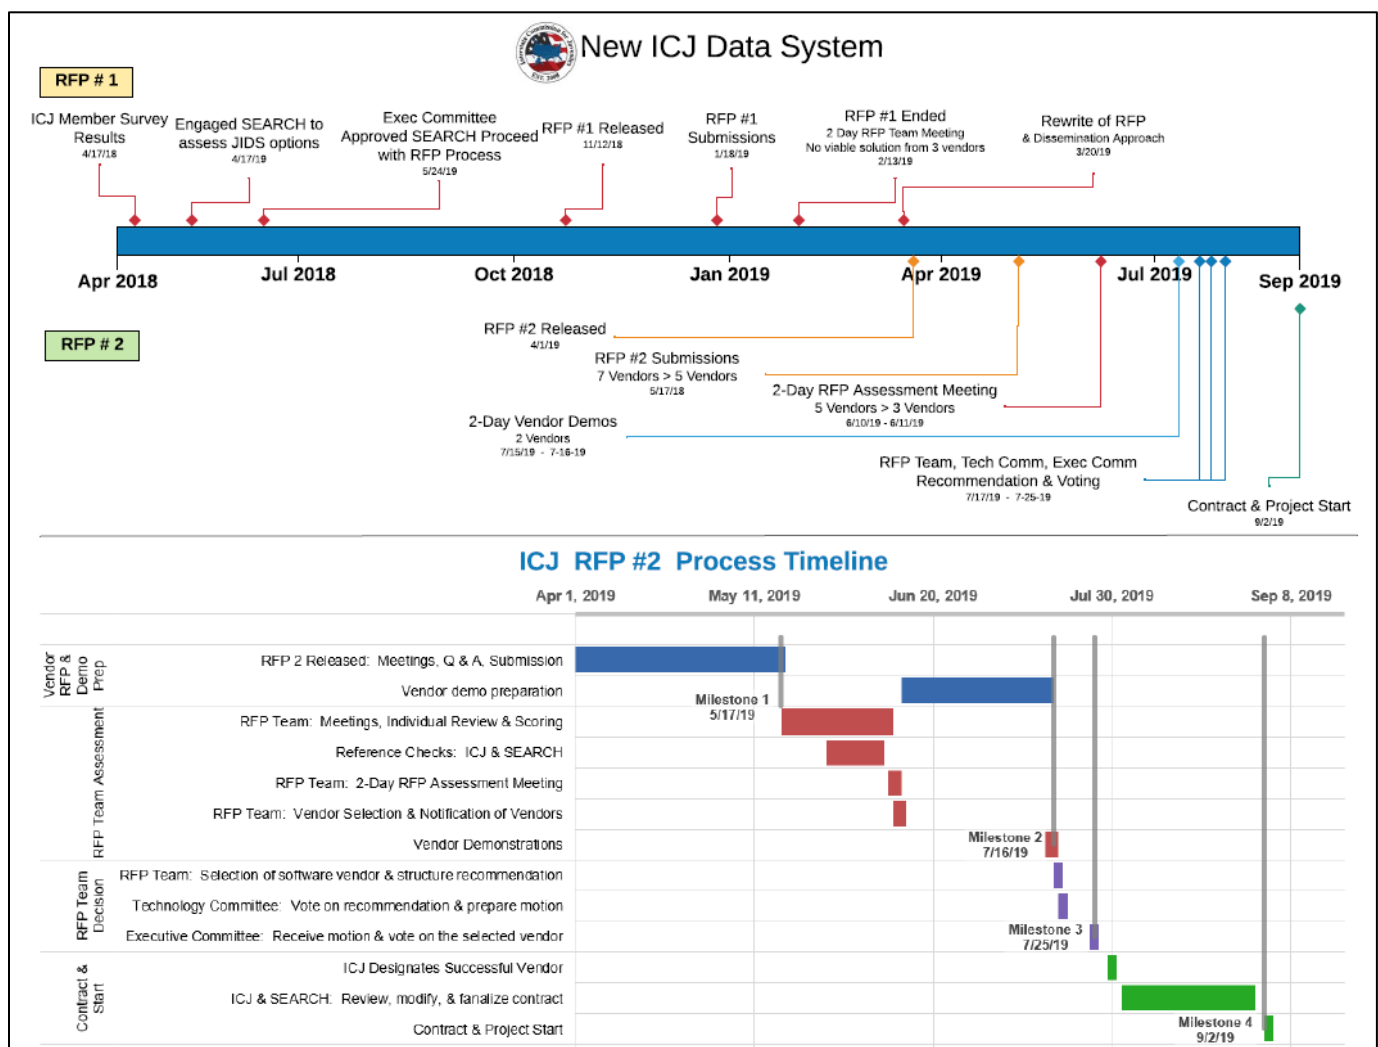 New ICJ Data System
RFP # 1
ICJ Member Survey
Results
4/17/18
Engaged SEARCH to
assess JIDS options
4/17/19
Exec Committee
Approved SEARCH Proceed
with RFP Process
5/24/19
RFP #1 Released
11/12/18
RFP #1
Submissions
1/18/19
RFP #1 Ended
2 Day RFP Team Meeting
No viable solution from 3 vendors
2/13/19
Rewrite of RFP
& Dissemination Approach
3/20/19
Apr 2018
Jul 2018
Oct 2018
Jan 2019
Apr 2019
Jul 2019
Sep 2019
RFP # 2
RFP #2 Released
4/1/19
RFP #2 Submissions
7 Vendors > 5 Vendors
5/17/18
2-Day RFP Assessment Meeting
5 Vendors > 3 Vendors
6/10/19 - 6/11/19
2-Day Vendor Demos
2 Vendors
7/15/19 - 7-16-19
RFP Team, Tech Comm, Exec Comm
Recommendation & Voting
7/17/19 - 7-25-19
Contract & Project Start
9/2/19
ICJ RFP #2 Process Timeline
Apr 1, 2019
May 11, 2019
Jun 20, 2019
Jul 30, 2019
Sep 8, 2019
Vendor
RFP &
Demo
Prep
RFP 2 Released: Meetings, Q & A, Submission
Vendor demo preparation
Milestone 1
5/17/19
RFP Team Assessment
RFP Team: Meetings, Individual Review & Scoring
Reference Checks: ICJ & SEARCH
RFP Team: 2-Day RFP Assessment Meeting
RFP Team: Vendor Selection & Notification of Vendors
Vendor Demonstrations
Milestone 2
7/16/19
RFP Team
Decision
RFP Team: Selection of software vendor & structure recommendation
Technology Committee: Vote on recommendation & prepare motion
Executive Committee: Receive motion & vote on the selected vendor
Milestone 3
7/25/19
Contract &
Start
ICJ Designates Successful Vendor
ICJ & SEARCH: Review, modify, & fanalize contract
Contract & Project Start
Milestone 4
9/2/19